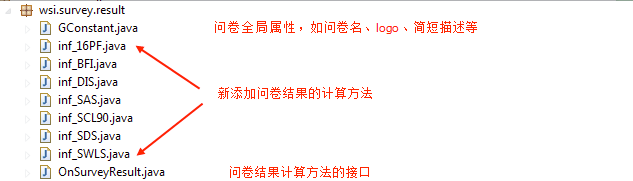 wsi.survey.result
GConstant.java 问卷全局属性，如问卷名、logo、简短描述等
inf_16PF.java
inf_BFI.java
inf_DIS.java
inf_SAS.java 新添加问卷结果的计算方法
inf_SCL90.java
inf_SDS.java
inf_SWLS.java
OnSurveyResult.java 问卷结果计算方法的接口